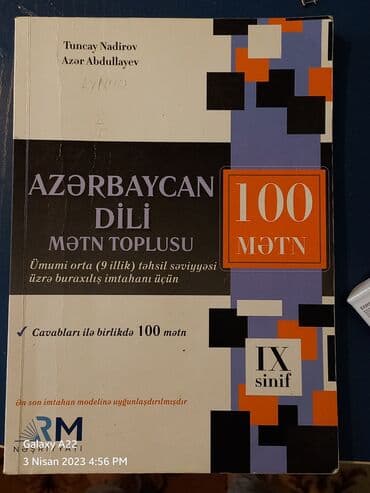 Tuncay Nadirov
Azər Abdullayev
AZƏRBAYCAN
DİLİ
MƏTN TOPLUSU
100
MƏTN
Ümumi orta (9 illik) təhsil səviyyəsi
üzrə buraxılış imtahanı üçün
✓ Cavabları ilə birlikdə 100 mətn
IX
sinif
Ən son imtahan modelinə uyğunlaşdırılmışdır
RM
NƏŞRİYYATI
Galaxy A22
3 Nisan 2023 4:56 PM